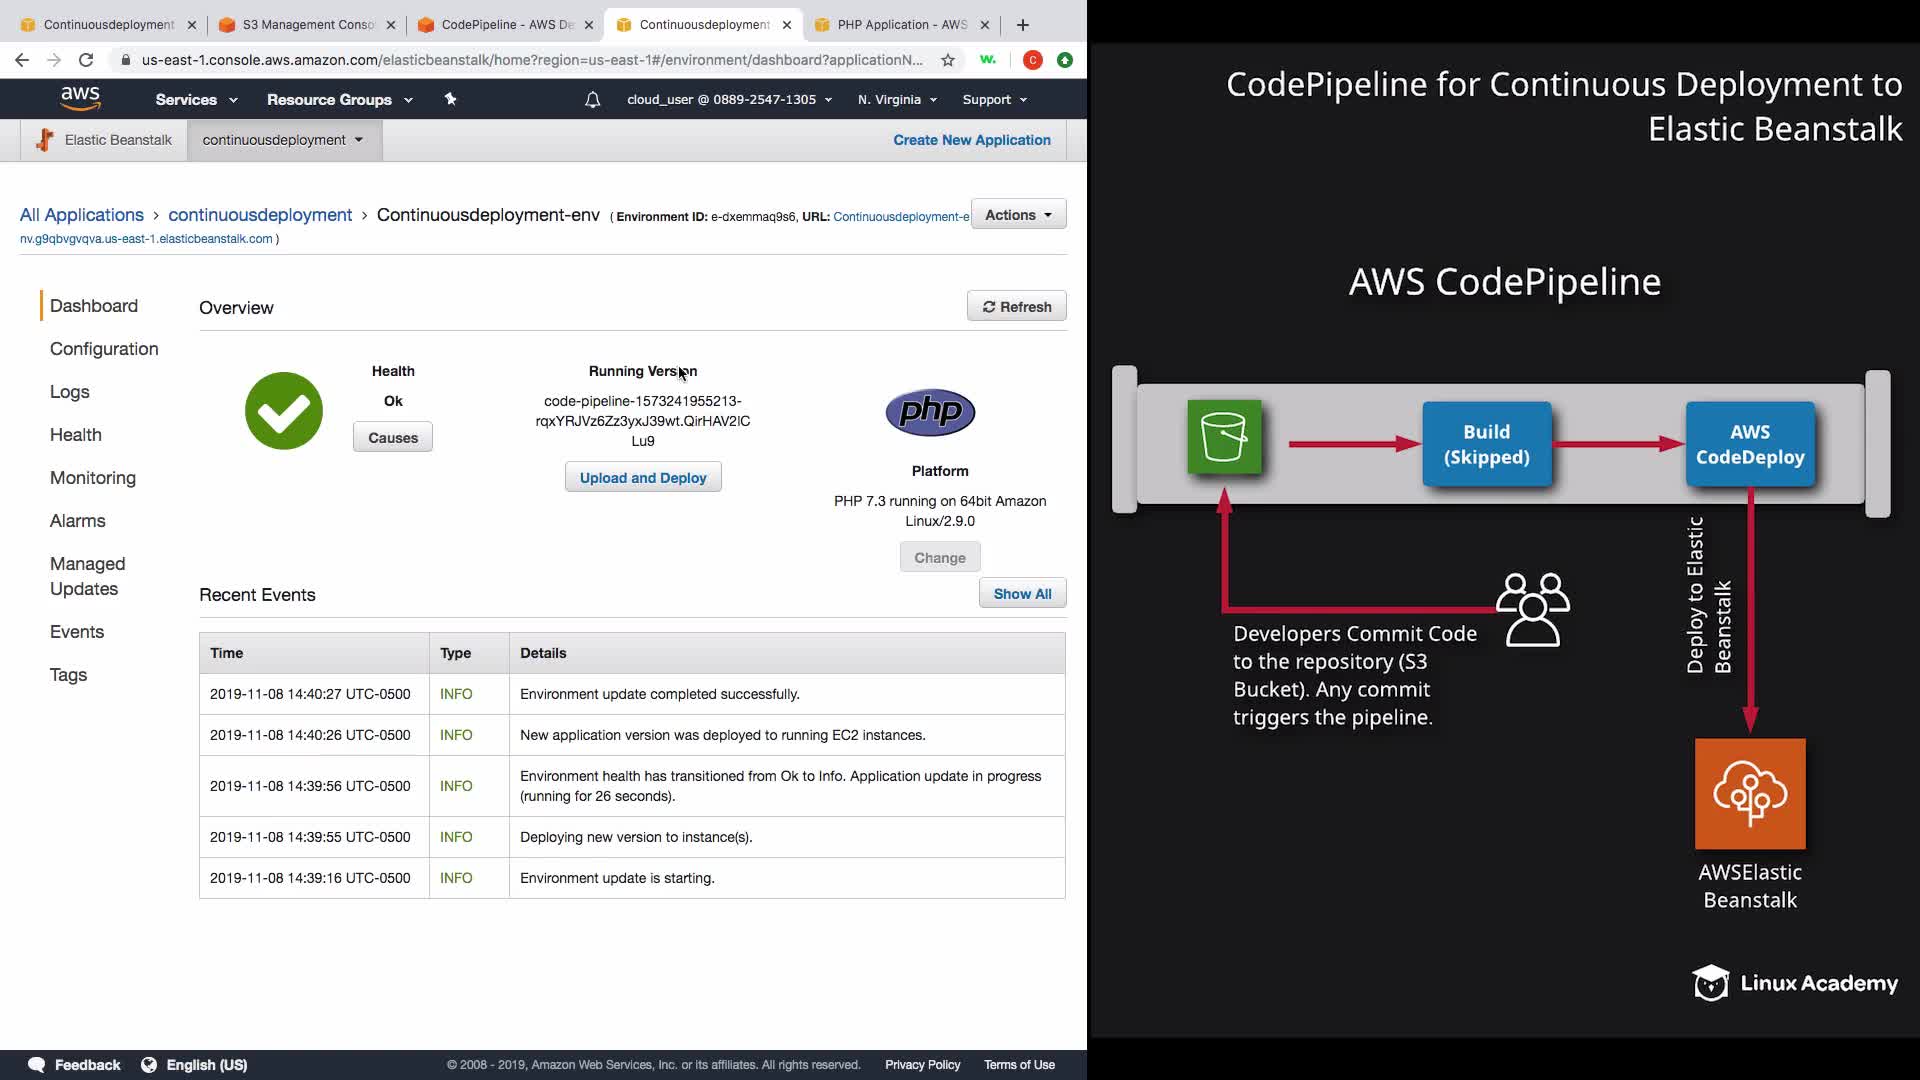 Continuousdeployment
S3 Management Conso
CodePipeline - AWS De
Continuousdeployment
PHP Application - AWS
us-east-1.console.aws.amazon.com/elasticbeanstalk/home?region=us-east-1#/environment/dashboard?applicationN...
w.
C
aws
Services
Resource Groups
cloud_user @ 0889-2547-1305
N. Virginia
Support
Elastic Beanstalk
continuousdeployment
Create New Application
All Applications › continuousdeployment › Continuousdeployment-env ( Environment ID: e-dxemmaq9s6, URL: Continuousdeployment-e
nv.g9qbvgvqva.us-east-1.elasticbeanstalk.com )
Actions
Dashboard
Configuration
Logs
Health
Monitoring
Alarms
Managed
Updates
Events
Tags
Overview
Refresh
Health
Ok
Causes
Running Version
code-pipeline-1573241955213-
rqxYRJVz6Zz3yxJ39wt.QirHAV2IC
Lu9
Upload and Deploy
php
Platform
PHP 7.3 running on 64bit Amazon
Linux/2.9.0
Change
Recent Events
Show All
Time Type Details
2019-11-08 14:40:27 UTC-0500 INFO Environment update completed successfully.
2019-11-08 14:40:26 UTC-0500 INFO New application version was deployed to running EC2 instances.
2019-11-08 14:39:56 UTC-0500 INFO Environment health has transitioned from Ok to Info. Application update in progress
(running for 26 seconds).
2019-11-08 14:39:55 UTC-0500 INFO Deploying new version to instance(s).
2019-11-08 14:39:16 UTC-0500 INFO Environment update is starting.
Feedback
English (US)
© 2008 - 2019, Amazon Web Services, Inc. or its affiliates. All rights reserved.
Privacy Policy
Terms of Use
CodePipeline for Continuous Deployment to
Elastic Beanstalk
AWS CodePipeline
Build
(Skipped)
AWS
CodeDeploy
Developers Commit Code
to the repository (S3
Bucket). Any commit
triggers the pipeline.
Deploy to Elastic
Beanstalk
AWSElastic
Beanstalk
Linux Academy